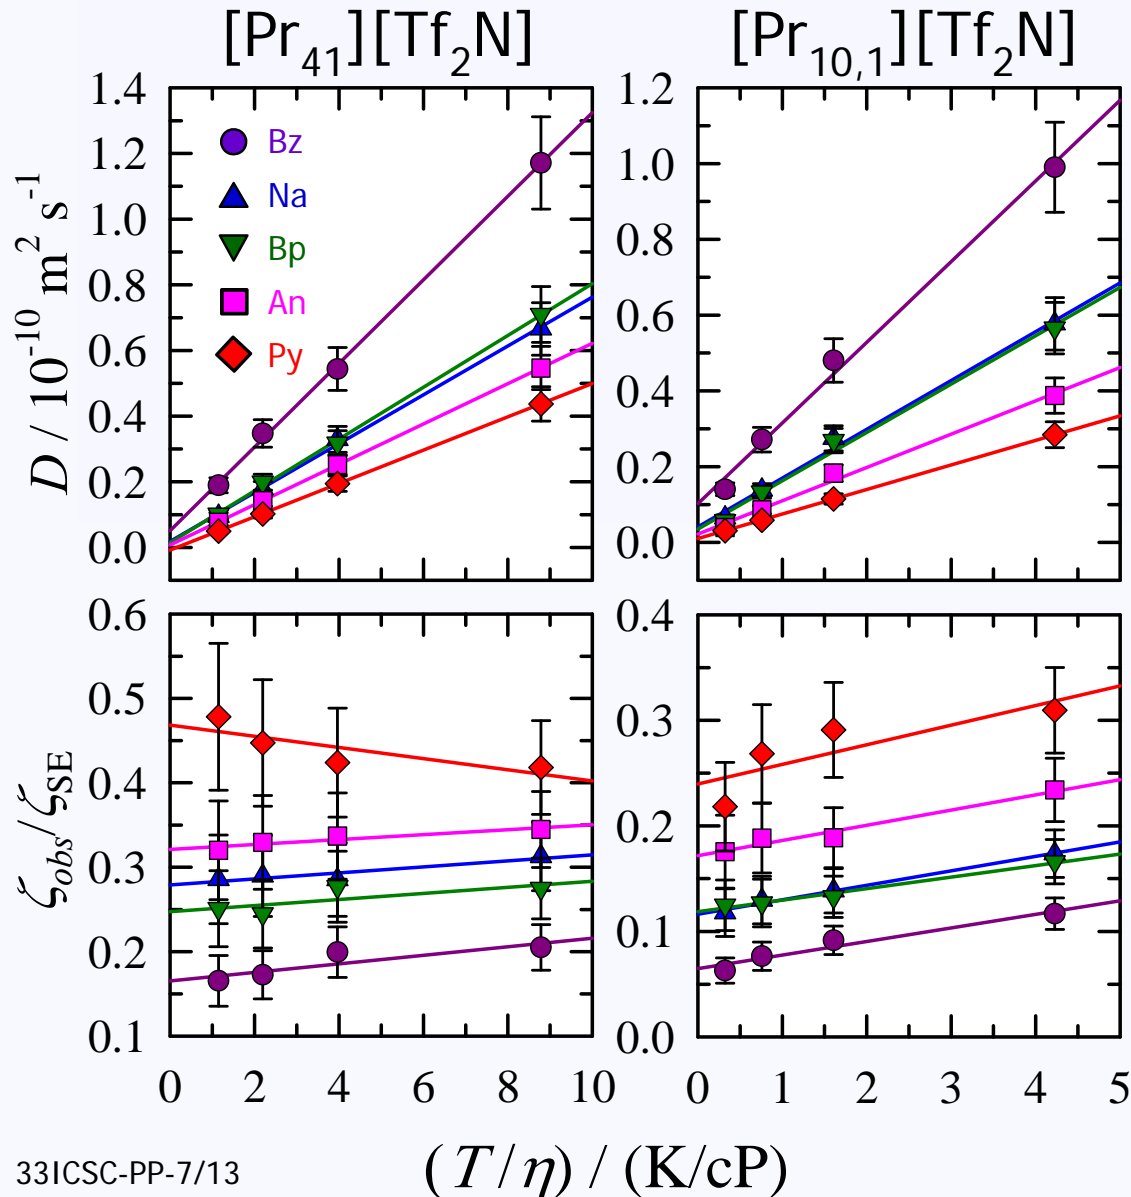 [Pr₄₁][Tf₂N]
[Pr₁₀,₁][Tf₂N]
D / 10⁻¹⁰ m² s⁻¹
1.4
1.2
1.0
0.8
0.6
0.4
0.2
0.0
Bz
Na
Bp
An
Py
1.2
1.0
0.8
0.6
0.4
0.2
0.0
ζobs/ζSE
0.6
0.5
0.4
0.3
0.2
0.1
0 2 4 6 8 10
0.4
0.3
0.2
0.1
0.0
0 1 2 3 4 5
(T/η) / (K/cP)
33ICSC-PP-7/13